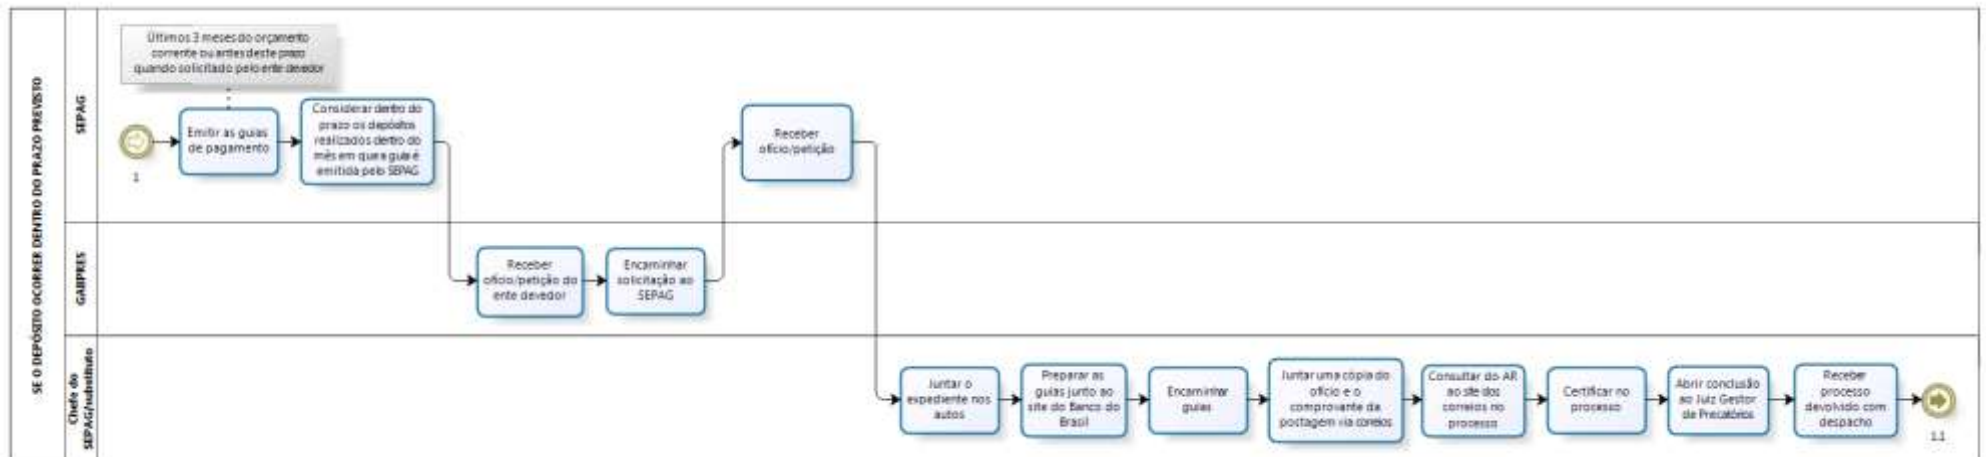 SE O DEPÓSITO OCORRER DENTRO DO PRAZO PREVISTO
SEPAG
Últimos 3 meses do orçamento
corrente ou antes deste prazo
quando solicitado pelo ente devedor
1
Emitir as guias
de pagamento
Considerar dentro do
prazo os depósitos
realizados dentro do
mês em que a guia é
emitida pelo SEPAG
Receber
ofício/petição
GABPRES
Receber
ofício/petição do
ente devedor
Encaminhar
solicitação ao
SEPAG
Chefe do
SEPAG/substituto
Juntar o
expediente nos
autos
Preparar as
guias junto ao
site do Banco do
Brasil
Encaminhar
guias
Juntar uma cópia do
ofício e o
comprovante da
postagem via correios
Consultar do AR
ao site dos
correios no
processo
Certificar no
processo
Abrir conclusão
ao Juiz Gestor
de Precatórios
Receber
processo
devolvido com
despacho
1.1